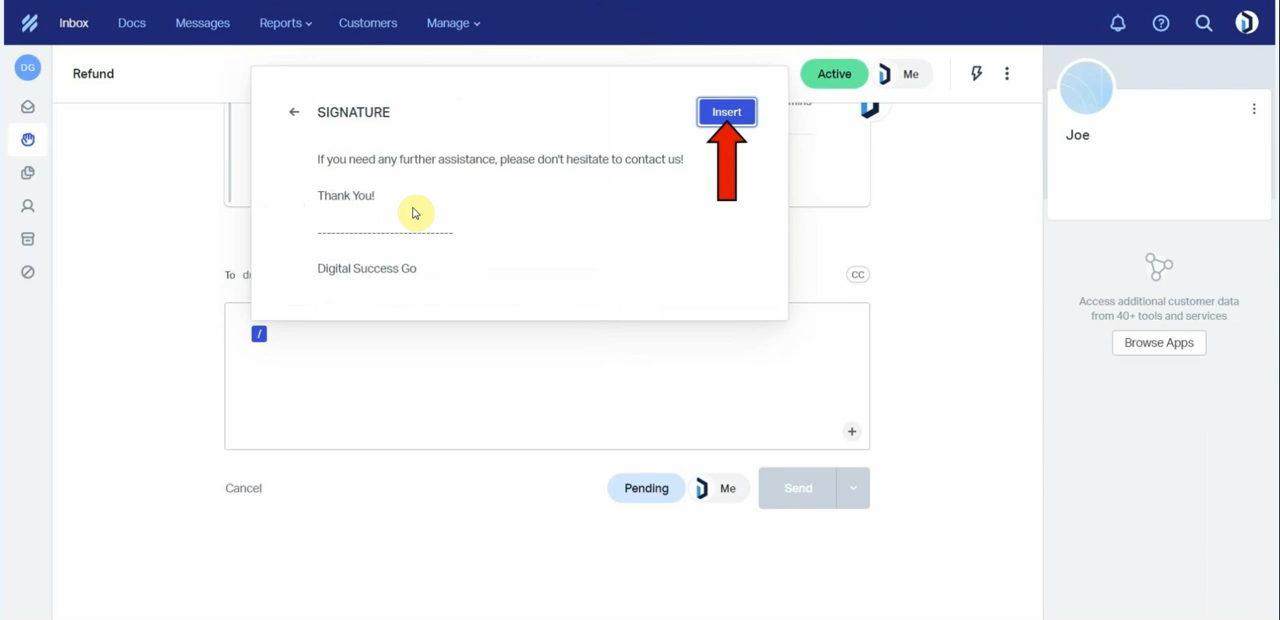 Inbox
Docs
Messages
Reports
Customers
Manage
DG
Refund
Active
Me
SIGNATURE
Insert
If you need any further assistance, please don't hesitate to contact us!
Thank You!
------------------------------
Digital Success Go
To
CC
/
Cancel
Pending
Me
Send
Joe
Access additional customer data
from 40+ tools and services
Browse Apps